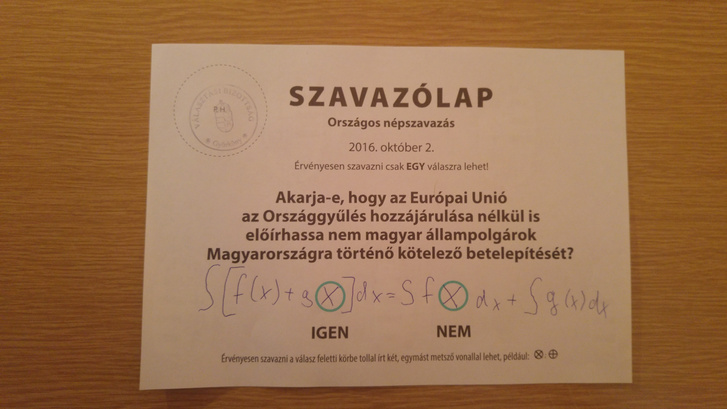 SZAVAZÓLAP
Országos népszavazás
2016. október 2.
Érvényesen szavazni csak EGY válaszra lehet!
Akarja-e, hogy az Európai Unió
az Országgyűlés hozzájárulása nélkül is
előírhassa nem magyar állampolgárok
Magyarországra történő kötelező betelepítését?
∫[f(x)+g(x)]dx=∫f(x)dx+∫g(x)dx
IGEN NEM
Érvényesen szavazni a válasz feletti körbe tollal írt két, egymást metsző vonallal lehet, például: ⊗ ⊕